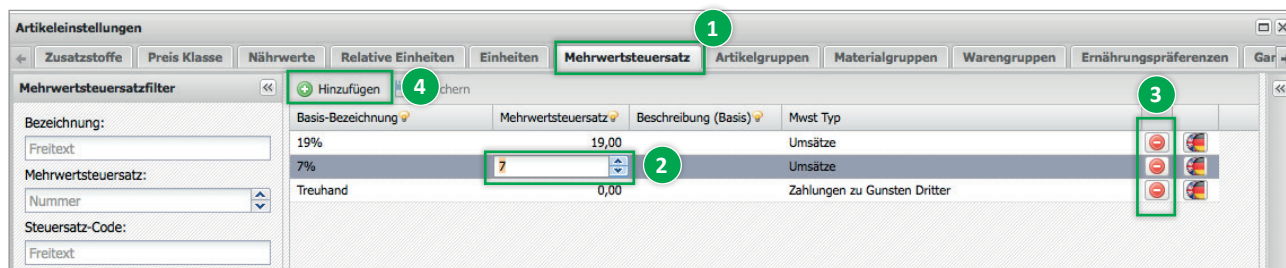 Artikeleinstellungen
1
Zusatzstoffe Preis Klasse Nährwerte Relative Einheiten Einheiten Mehrwertsteuersatz Artikelgruppen Materialgruppen Warengruppen Ernährungspräferenzen Gar
Mehrwertsteuersatzfilter
Hinzufügen 4 chern
3
Bezeichnung:
Freitext
Mehrwertsteuersatz:
Nummer
Steuersatz-Code:
Freitext
Basis-Bezeichnung Mehrwertsteuersatz Beschreibung (Basis) Mwst Typ
19% 19,00 Umsätze
7% 7 2 Umsätze
Treuhand 0,00 Zahlungen zu Gunsten Dritter